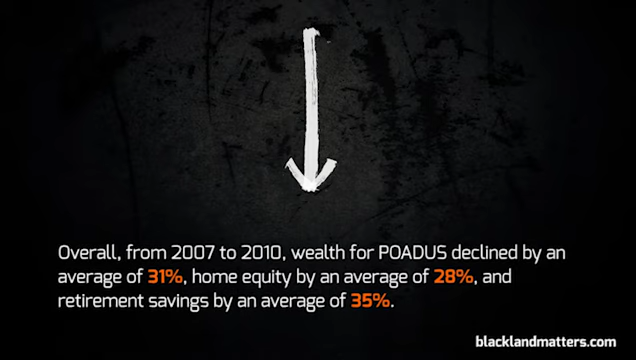 Overall, from 2007 to 2010, wealth for POADUS declined by an
average of 31%, home equity by an average of 28%, and
retirement savings by an average of 35%.
blacklandmatters.com